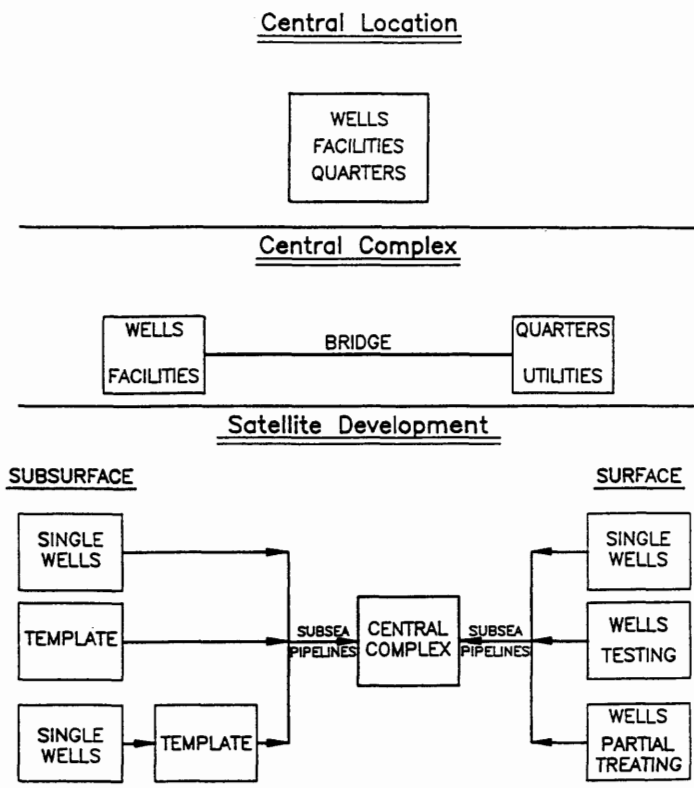 Central Location
WELLS
FACILITIES
QUARTERS
Central Complex
WELLS
FACILITIES
BRIDGE
QUARTERS
UTILITIES
Satellite Development
SUBSURFACE
SURFACE
SINGLE
WELLS
TEMPLATE
SINGLE
WELLS
TEMPLATE
SUBSEA
PIPELINES
CENTRAL
COMPLEX
SUBSEA
PIPELINES
SINGLE
WELLS
WELLS
TESTING
WELLS
PARTIAL
TREATING